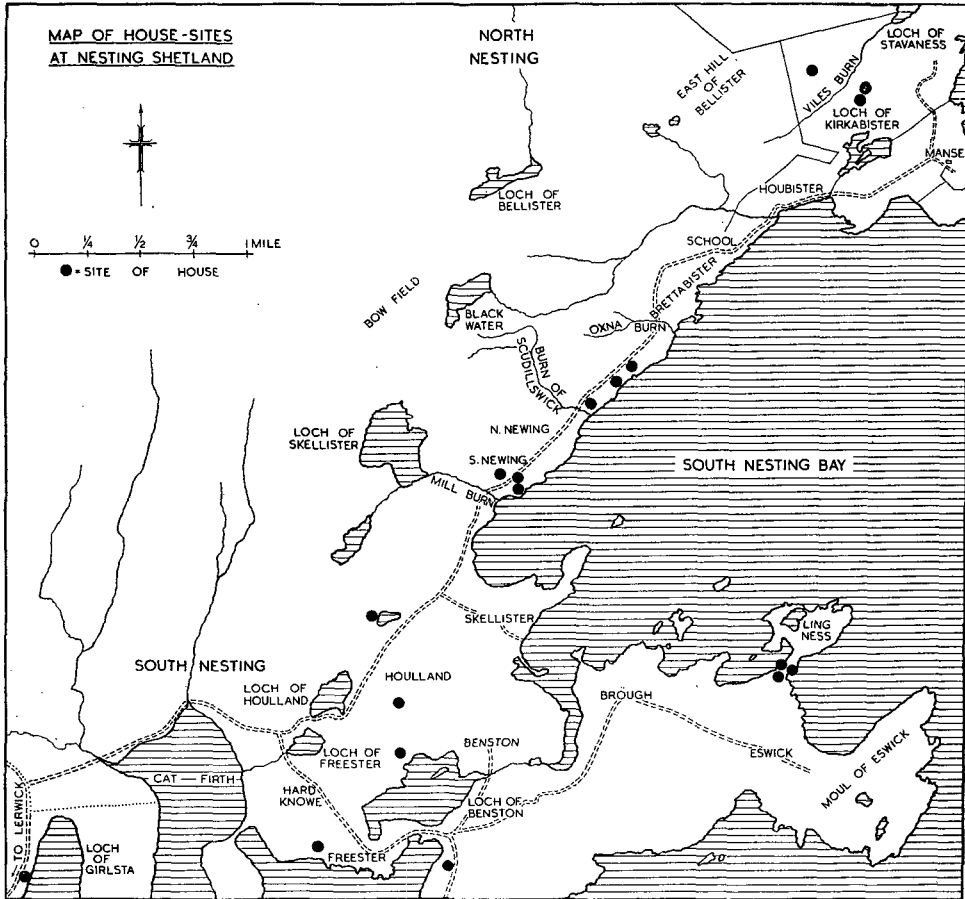 MAP OF HOUSE-SITES
AT NESTING SHETLAND
NORTH
NESTING
LOCH OF
STAVANESS
EAST HILL
OF
BELLISTER
VILES BURN
LOCH OF
KIRKABISTER
MANSE
LOCH OF
BELLISTER
HOUBISTER
0 1/4 1/2 3/4 1 MILE
● = SITE OF HOUSE
SCHOOL
BRETTABISTER
BOW FIELD
BLACK
WATER
OXNA BURN
BURN OF
SCUDILLSWICK
N. NEWING
LOCH OF
SKELLISTER
S. NEWING
MILL BURN
SOUTH NESTING BAY
SKELLISTER
LING
NESS
SOUTH NESTING
LOCH OF
HOULLAND
HOULLAND
BROUGH
BENSTON
ESWICK
LOCH OF
FREESTER
MOUL OF ESWICK
CAT-FIRTH
HARD
KNOWE
LOCH OF
BENSTON
TO LERWICK
LOCH
OF
GIRLSTA
FREESTER